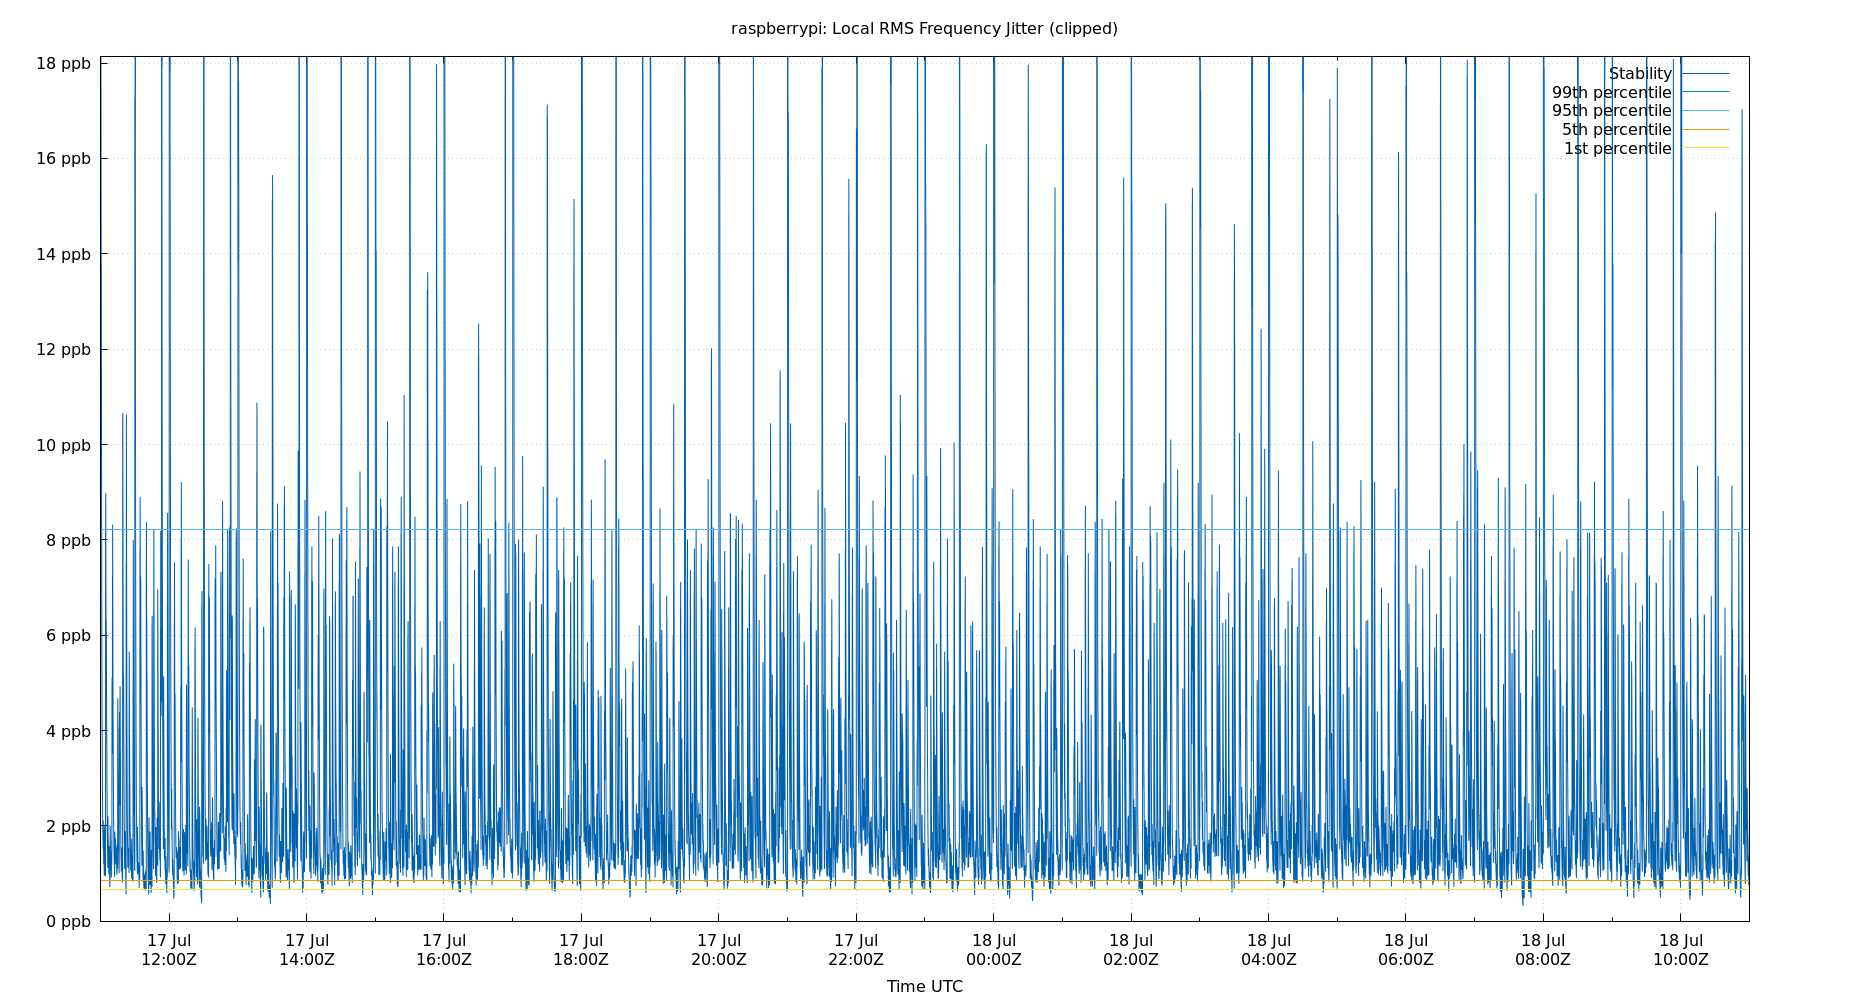 raspberrypi: Local RMS Frequency Jitter (clipped)
18 ppb
16 ppb
14 ppb
12 ppb
10 ppb
8 ppb
6 ppb
4 ppb
2 ppb
0 ppb
Stability
99th percentile
95th percentile
5th percentile
1st percentile
17 Jul 17 Jul 17 Jul 17 Jul 17 Jul 17 Jul 18 Jul 18 Jul 18 Jul 18 Jul 18 Jul 18 Jul
12:00Z 14:00Z 16:00Z 18:00Z 20:00Z 22:00Z 00:00Z 02:00Z 04:00Z 06:00Z 08:00Z 10:00Z
Time UTC